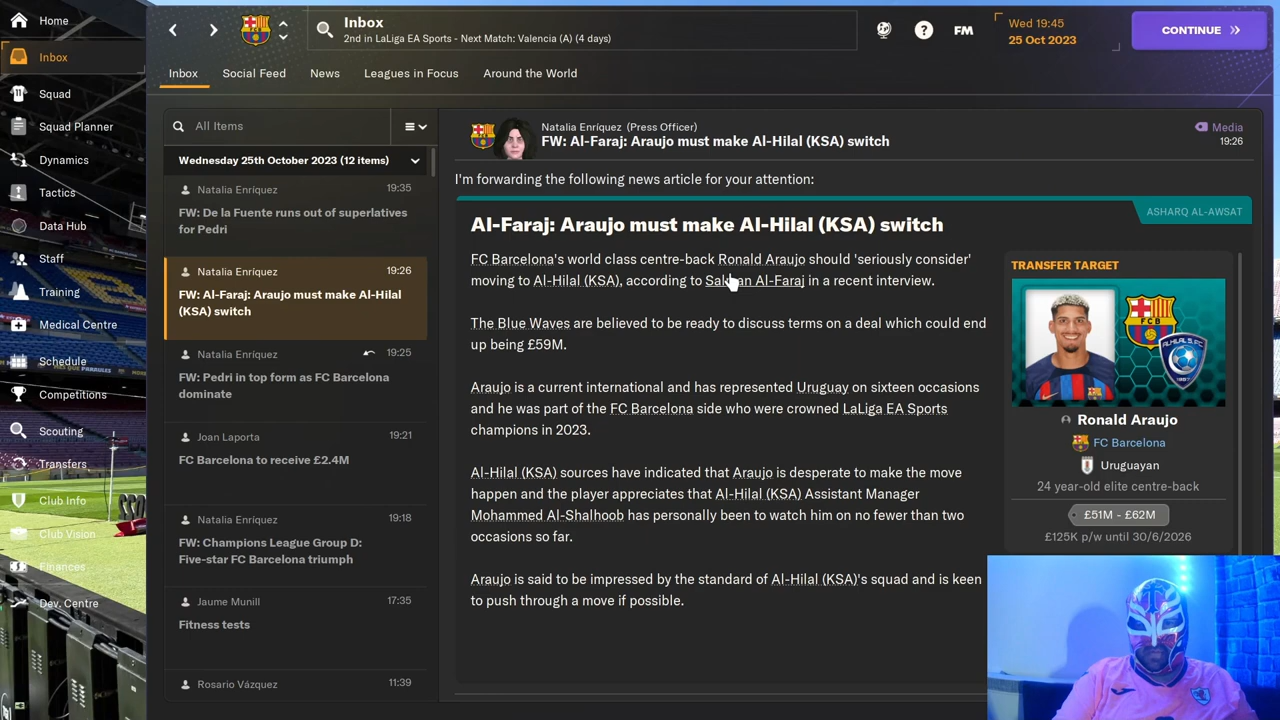 Home
Inbox
Squad
Squad Planner
Dynamics
Tactics
Data Hub
Staff
Training
Medical Centre
Schedule
Competitions
Scouting
Transfers
Club Info
Club Vision
Finances
Dev. Centre
Inbox
2nd in LaLiga EA Sports - Next Match: Valencia (A) (4 days)
?
FM
Wed 19:45
25 Oct 2023
CONTINUE
Inbox
Social Feed
News
Leagues in Focus
Around the World
All Items
Wednesday 25th October 2023 (12 items)
Natalia Enríquez 19:35
FW: De la Fuente runs out of superlatives
for Pedri
Natalia Enríquez 19:26
FW: Al-Faraj: Araujo must make Al-Hilal
(KSA) switch
Natalia Enríquez 19:25
FW: Pedri in top form as FC Barcelona
dominate
Joan Laporta 19:21
FC Barcelona to receive £2.4M
Natalia Enríquez 19:18
FW: Champions League Group D:
Five-star FC Barcelona triumph
Jaume Munill 17:35
Fitness tests
Rosario Vázquez 11:39
Natalia Enríquez (Press Officer)
FW: Al-Faraj: Araujo must make Al-Hilal (KSA) switch
Media
19:26
I'm forwarding the following news article for your attention:
Al-Faraj: Araujo must make Al-Hilal (KSA) switch
ASHARQ AL-AWSAT
FC Barcelona's world class centre-back Ronald Araujo should 'seriously consider'
moving to Al-Hilal (KSA), according to Salman Al-Faraj in a recent interview.
The Blue Waves are believed to be ready to discuss terms on a deal which could end
up being £59M.
Araujo is a current international and has represented Uruguay on sixteen occasions
and he was part of the FC Barcelona side who were crowned LaLiga EA Sports
champions in 2023.
Al-Hilal (KSA) sources have indicated that Araujo is desperate to make the move
happen and the player appreciates that Al-Hilal (KSA) Assistant Manager
Mohammed Al-Shalhoob has personally been to watch him on no fewer than two
occasions so far.
Araujo is said to be impressed by the standard of Al-Hilal (KSA)'s squad and is keen
to push through a move if possible.
TRANSFER TARGET
Ronald Araujo
FC Barcelona
Uruguayan
24 year-old elite centre-back
£51M - £62M
£125K p/w until 30/6/2026